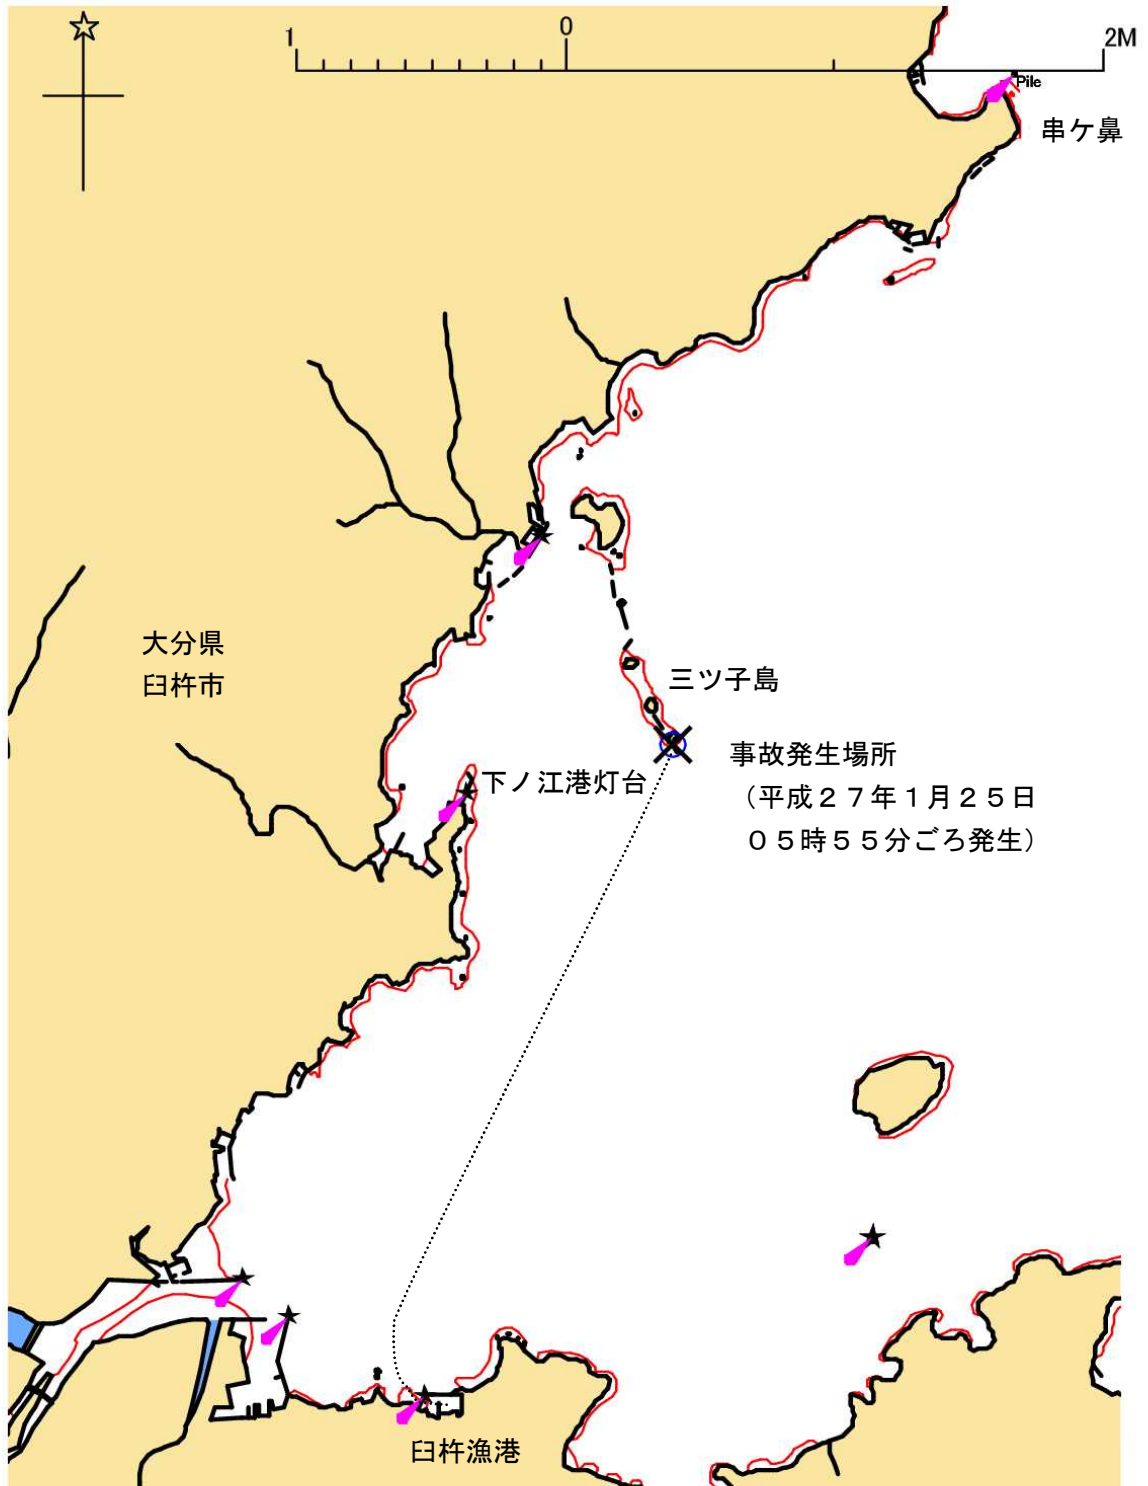 1 0 2M
Pile
串ケ鼻
大分県
臼杵市
三ツ子島
事故発生場所
（平成２７年１月２５日
０５時５５分ごろ発生）
下ノ江港灯台
臼杵漁港